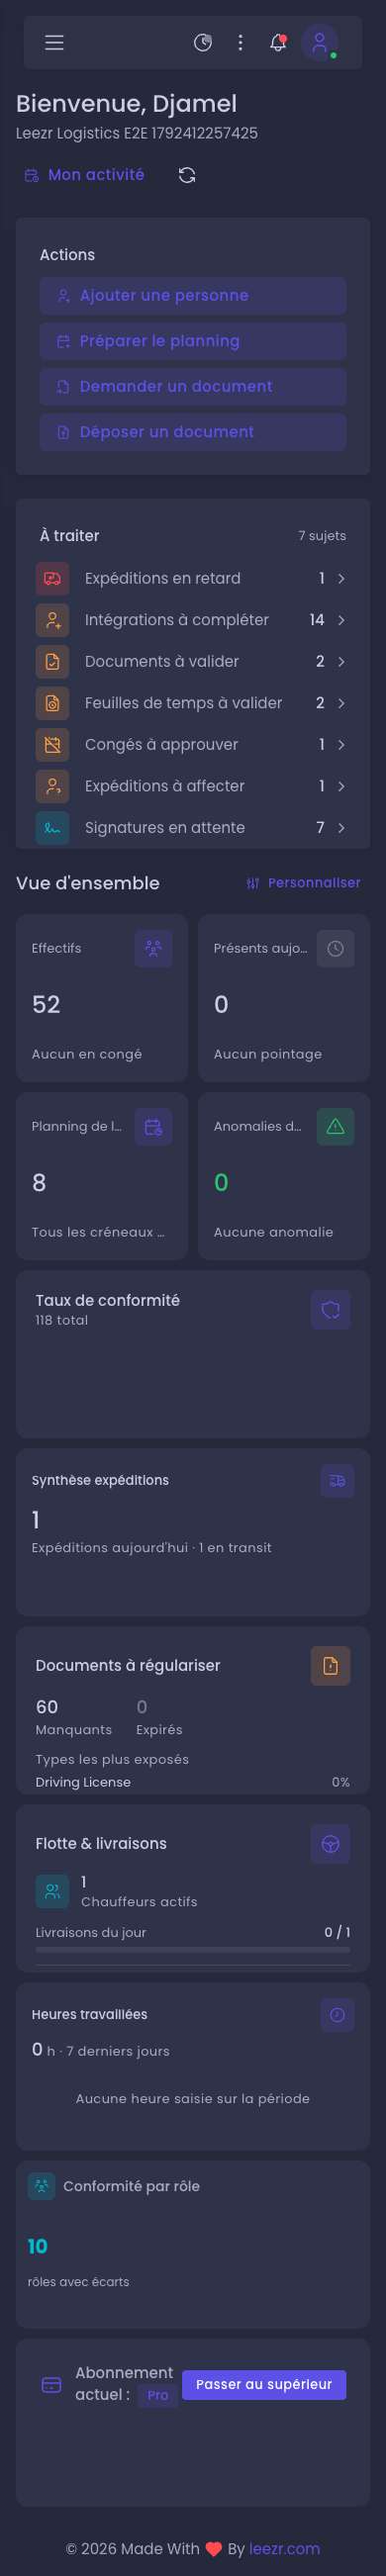 Bienvenue, Djamel
Leezr Logistics E2E 1792412257425
Mon activité
Actions
Ajouter une personne
Préparer le planning
Demander un document
Déposer un document
À traiter 7 sujets
Expéditions en retard 1
Intégrations à compléter 14
Documents à valider 2
Feuilles de temps à valider 2
Congés à approuver 1
Expéditions à affecter 1
Signatures en attente 7
Vue d'ensemble Personnaliser
Effectifs
52
Aucun en congé
Présents aujo...
0
Aucun pointage
Planning de l...
8
Tous les créneaux ...
Anomalies d...
0
Aucune anomalie
Taux de conformité
118 total
Synthèse expéditions
1
Expéditions aujourd'hui · 1 en transit
Documents à régulariser
60 0
Manquants Expirés
Types les plus exposés
Driving License 0%
Flotte & livraisons
1
Chauffeurs actifs
Livraisons du jour 0 / 1
Heures travaillées
0 h · 7 derniers jours
Aucune heure saisie sur la période
Conformité par rôle
10
rôles avec écarts
Abonnement
actuel : Pro
Passer au supérieur
© 2026 Made With By leezr.com